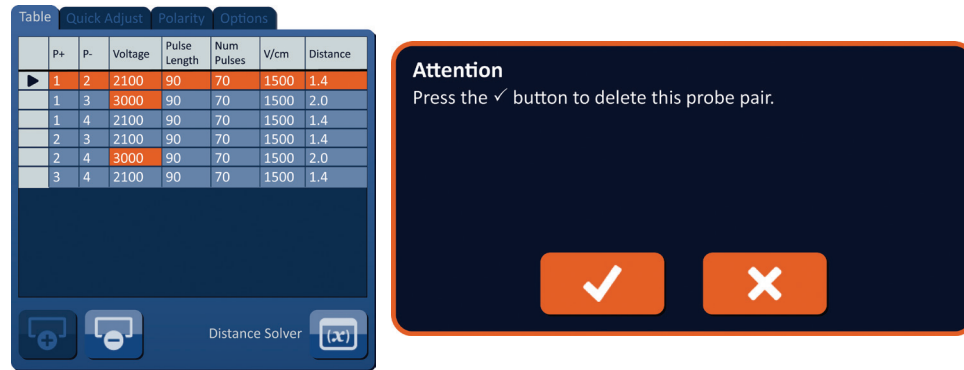 Table Quick Adjust Polarity Options
P+ P- Voltage Pulse Length Num Pulses V/cm Distance
1 2 2100 90 70 1500 1.4
1 3 3000 90 70 1500 2.0
1 4 2100 90 70 1500 1.4
2 3 2100 90 70 1500 1.4
2 4 3000 90 70 1500 2.0
3 4 2100 90 70 1500 1.4
Distance Solver (x)
Attention
Press the ✓ button to delete this probe pair.